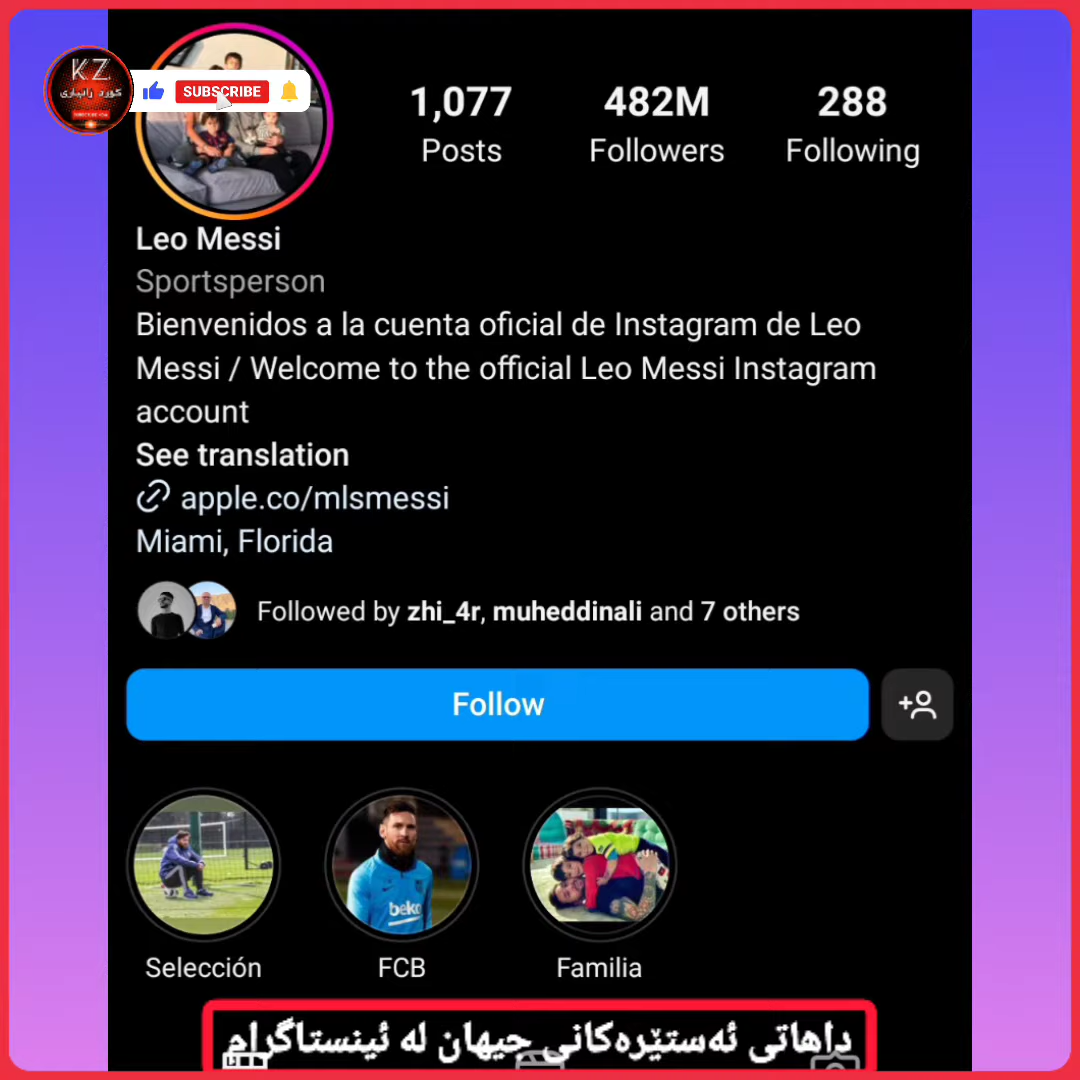 KZ
کورد زانیاری
SUBSCRIBE
1,077
Posts
482M
Followers
288
Following
Leo Messi
Sportsperson
Bienvenidos a la cuenta oficial de Instagram de Leo
Messi / Welcome to the official Leo Messi Instagram
account
See translation
apple.co/mlsmessi
Miami, Florida
Followed by zhi_4r, muheddinali and 7 others
Follow
beko
Selección
FCB
Familia
داهاتی ئەستێرەکانی جیهان لە ئینستاگرام